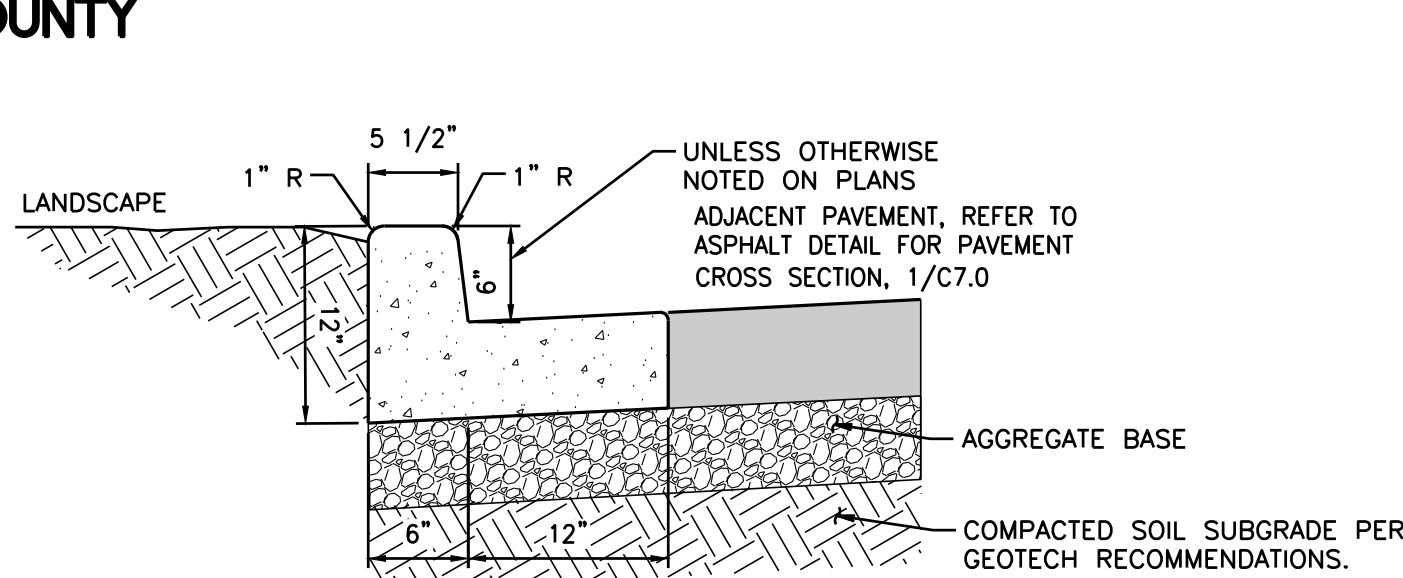 OUNTY
5 1/2"
1" R
1" R
UNLESS OTHERWISE
NOTED ON PLANS
LANDSCAPE
ADJACENT PAVEMENT, REFER TO
ASPHALT DETAIL FOR PAVEMENT
CROSS SECTION, 1/C7.0
6"
12"
AGGREGATE BASE
6"
12"
COMPACTED SOIL SUBGRADE PER
GEOTECH RECOMMENDATIONS.